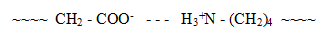 ~~~~ CH₂ - COO⁻ - - - H₃⁺N - (CH₂)₄ ~~~~